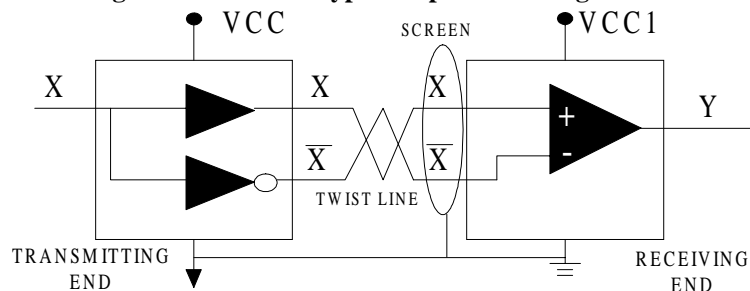 VCC
SCREEN
VCC1
X
X
X
Y
+
X̅
X̅
-
TWIST LINE
TRANSMITTING
END
RECEIVING
END